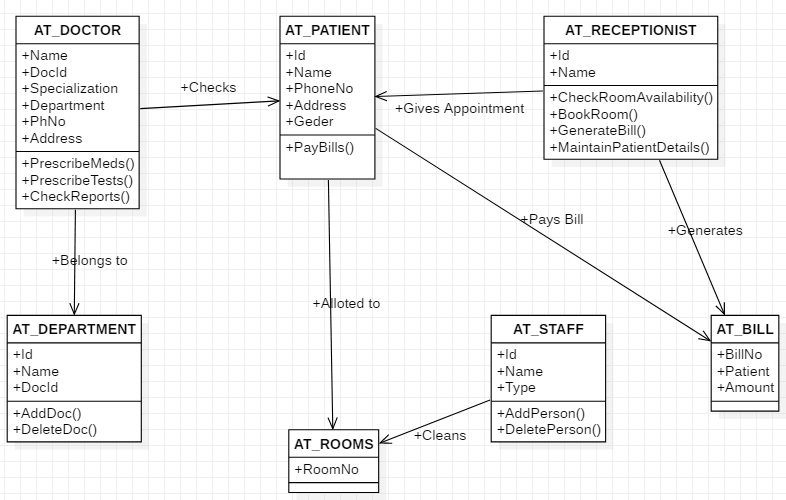 AT_DOCTOR
+Name
+DocId
+Specialization
+Department
+PhNo
+Address
+PrescribeMeds()
+PrescribeTests()
+CheckReports()
+Checks
AT_PATIENT
+Id
+Name
+PhoneNo
+Address
+Geder
+PayBills()
+Gives Appointment
AT_RECEPTIONIST
+Id
+Name
+CheckRoomAvailability()
+BookRoom()
+GenerateBill()
+MaintainPatientDetails()
+Belongs to
+Alloted to
+Pays Bill
+Generates
AT_DEPARTMENT
+Id
+Name
+DocId
+AddDoc()
+DeleteDoc()
AT_ROOMS
+RoomNo
+Cleans
AT_STAFF
+Id
+Name
+Type
+AddPerson()
+DeletePerson()
AT_BILL
+BillNo
+Patient
+Amount